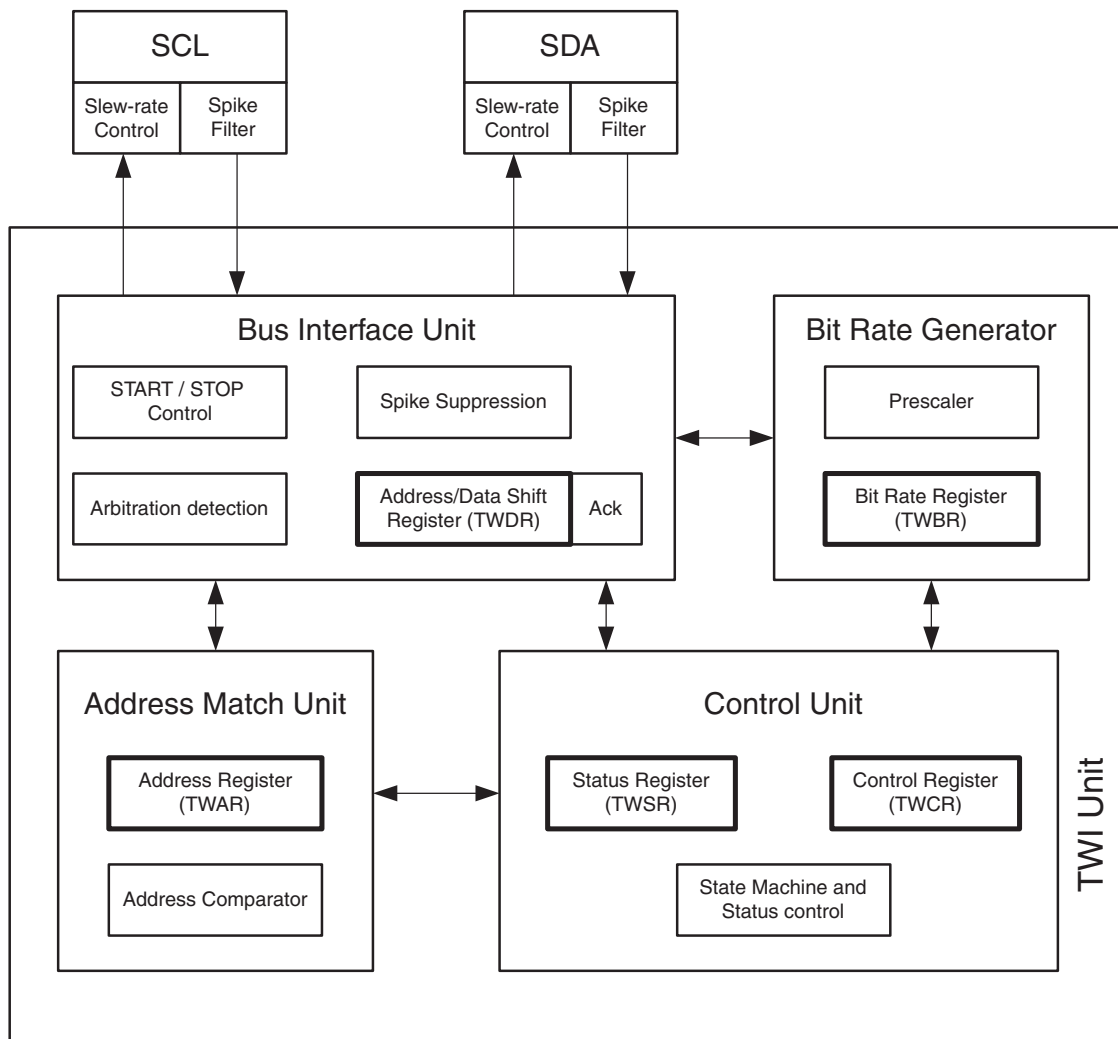 SCL
Slew-rate
Control
Spike
Filter
SDA
Slew-rate
Control
Spike
Filter
Bus Interface Unit
START / STOP
Control
Spike Suppression
Arbitration detection
Address/Data Shift
Register (TWDR)
Ack
Bit Rate Generator
Prescaler
Bit Rate Register
(TWBR)
Address Match Unit
Address Register
(TWAR)
Address Comparator
Control Unit
Status Register
(TWSR)
Control Register
(TWCR)
State Machine and
Status control
TWI Unit